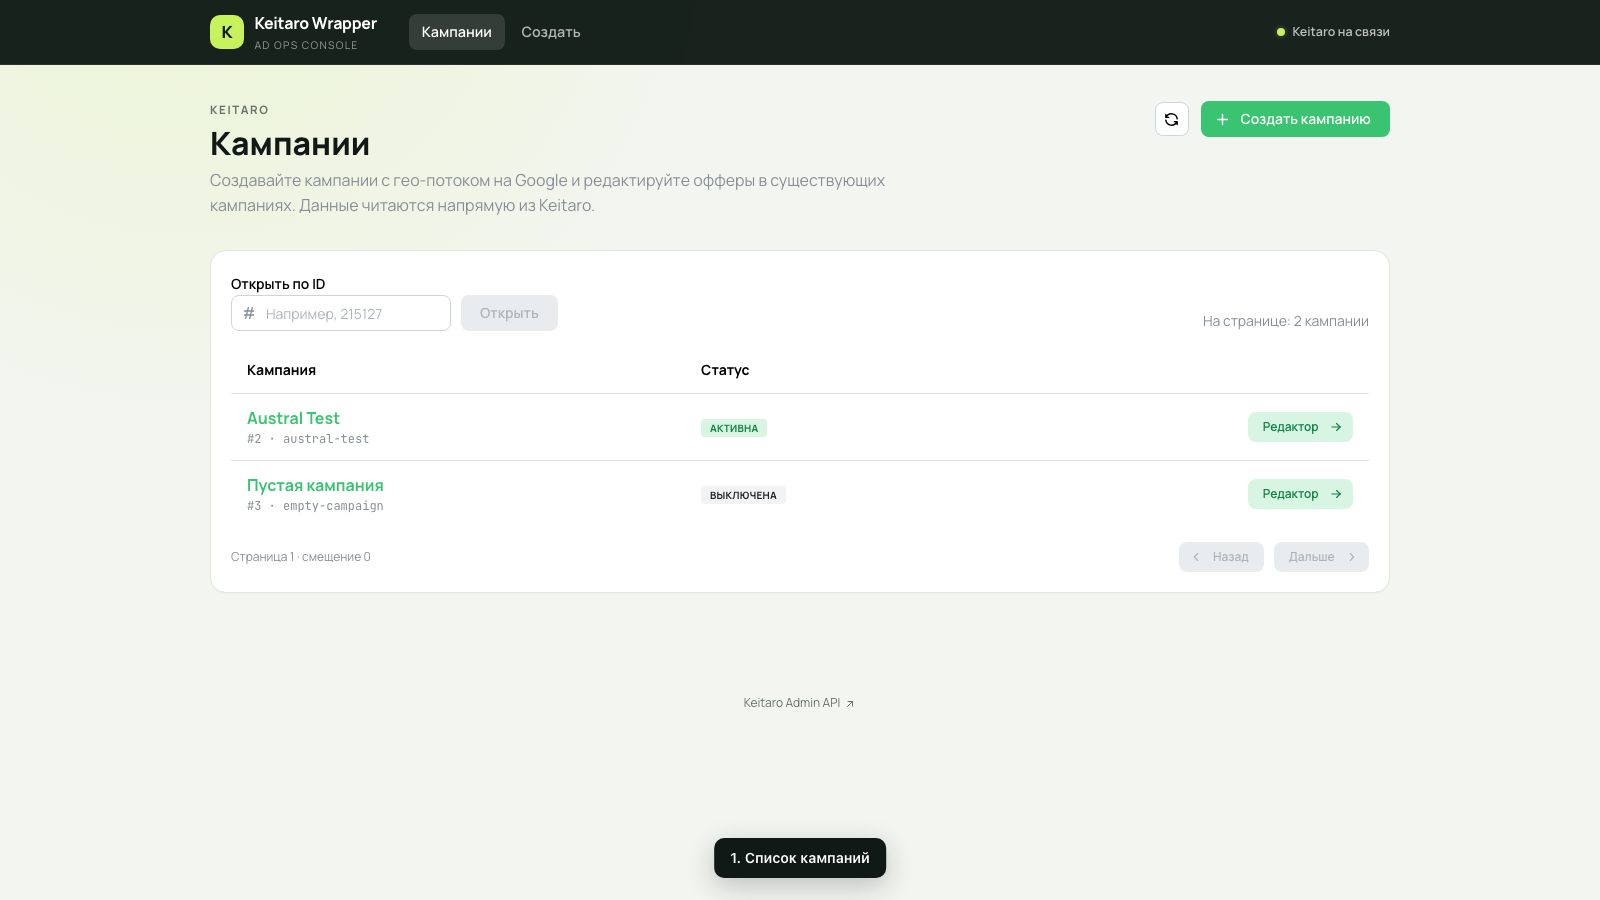 K
Keitaro Wrapper
AD OPS CONSOLE
Кампании
Создать
Keitaro на связи
KEITARO
Кампании
Создавайте кампании с гео-потоком на Google и редактируйте офферы в существующих
кампаниях. Данные читаются напрямую из Keitaro.
Создать кампанию
Открыть по ID
# Например, 215127
Открыть
На странице: 2 кампании
Кампания
Статус
Austral Test
#2 · austral-test
АКТИВНА
Редактор →
Пустая кампания
#3 · empty-campaign
ВЫКЛЮЧЕНА
Редактор →
Страница 1 · смещение 0
Назад
Дальше
Keitaro Admin API ↗
1. Список кампаний